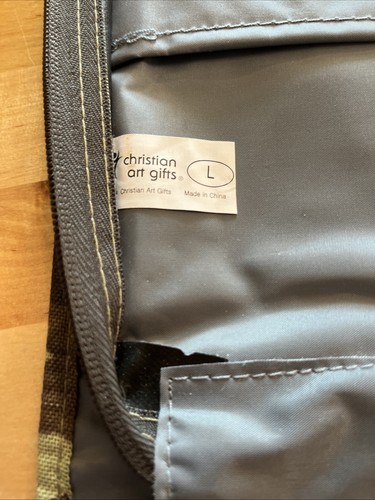 christian
art gifts®
L
Christian Art Gifts Made in China